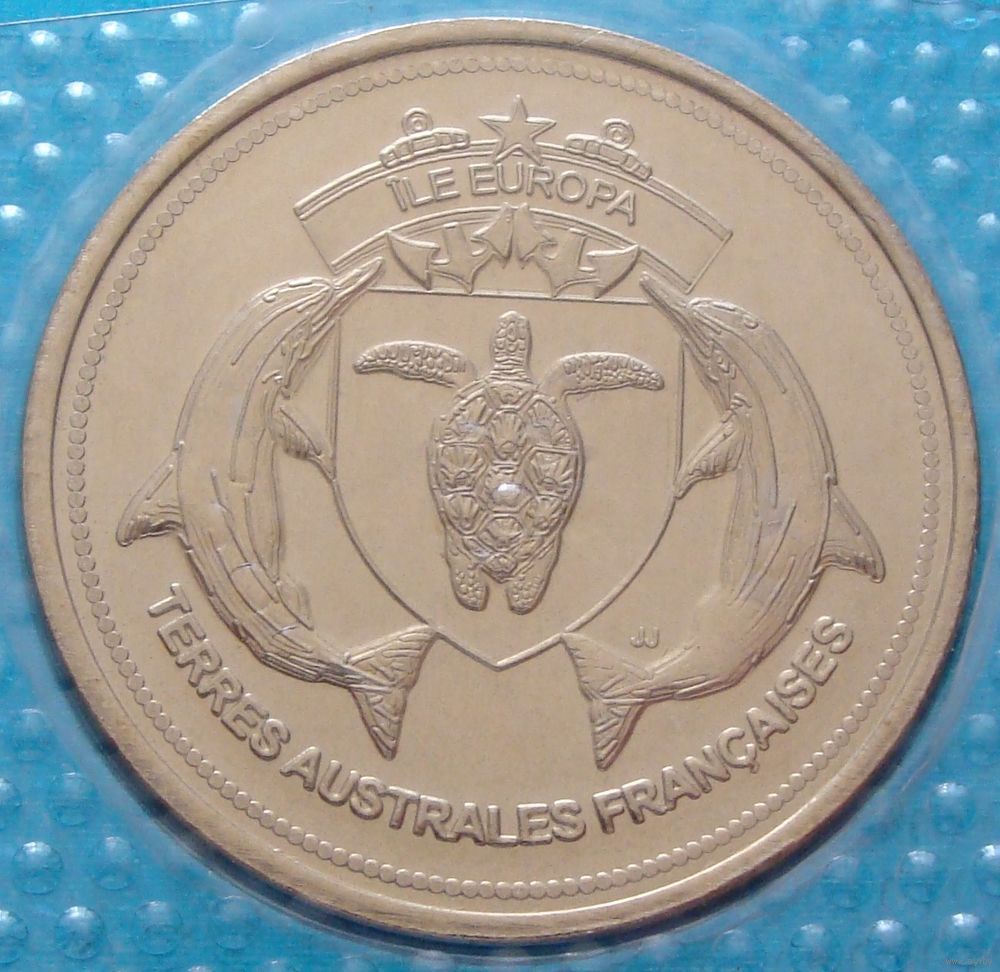 ÎLE EUROPA
JJ
TERRES AUSTRALES FRANÇAISES